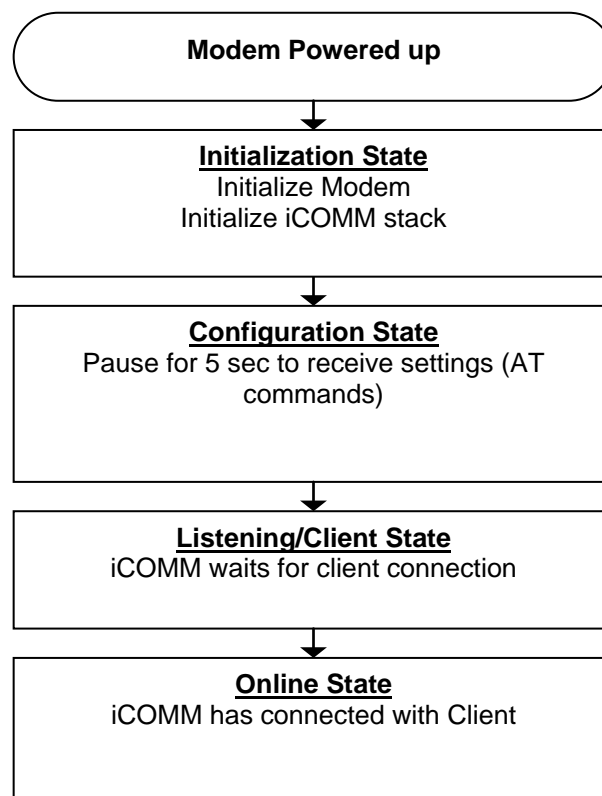 Modem Powered up
Initialization State
Initialize Modem
Initialize iCOMM stack
Configuration State
Pause for 5 sec to receive settings (AT
commands)
Listening/Client State
iCOMM waits for client connection
Online State
iCOMM has connected with Client